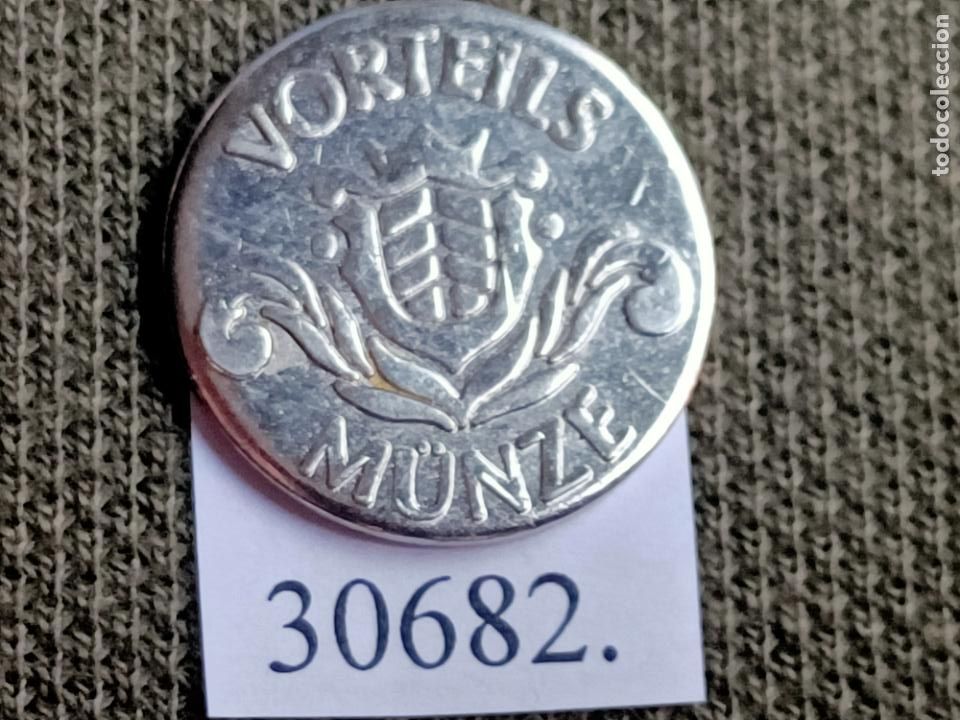 VORTEILS
MÜNZE
30682.
todocoleccion